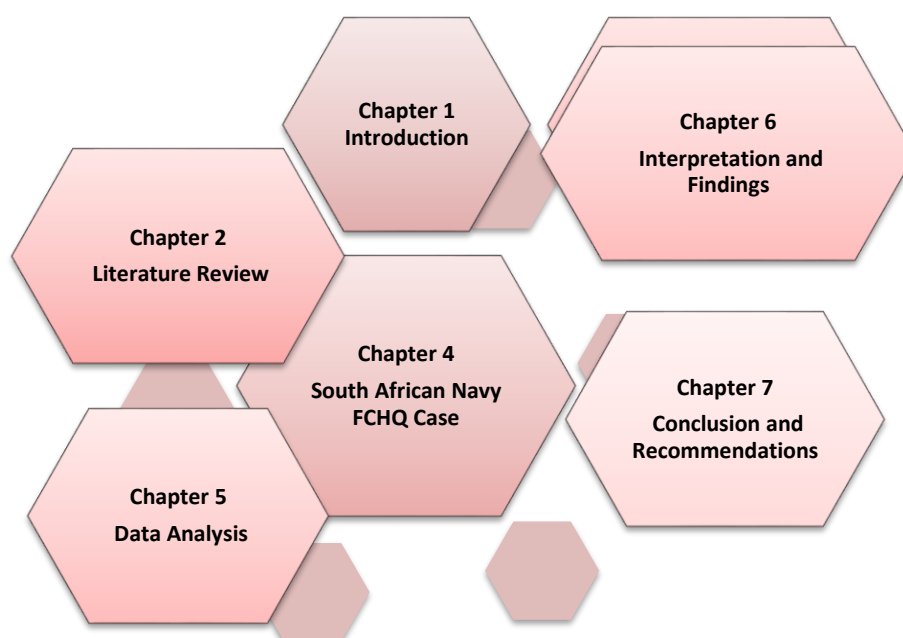 Chapter 1
Introduction
Chapter 6
Interpretation and
Findings
Chapter 2
Literature Review
Chapter 4
South African Navy
FCHQ Case
Chapter 7
Conclusion and
Recommendations
Chapter 5
Data Analysis